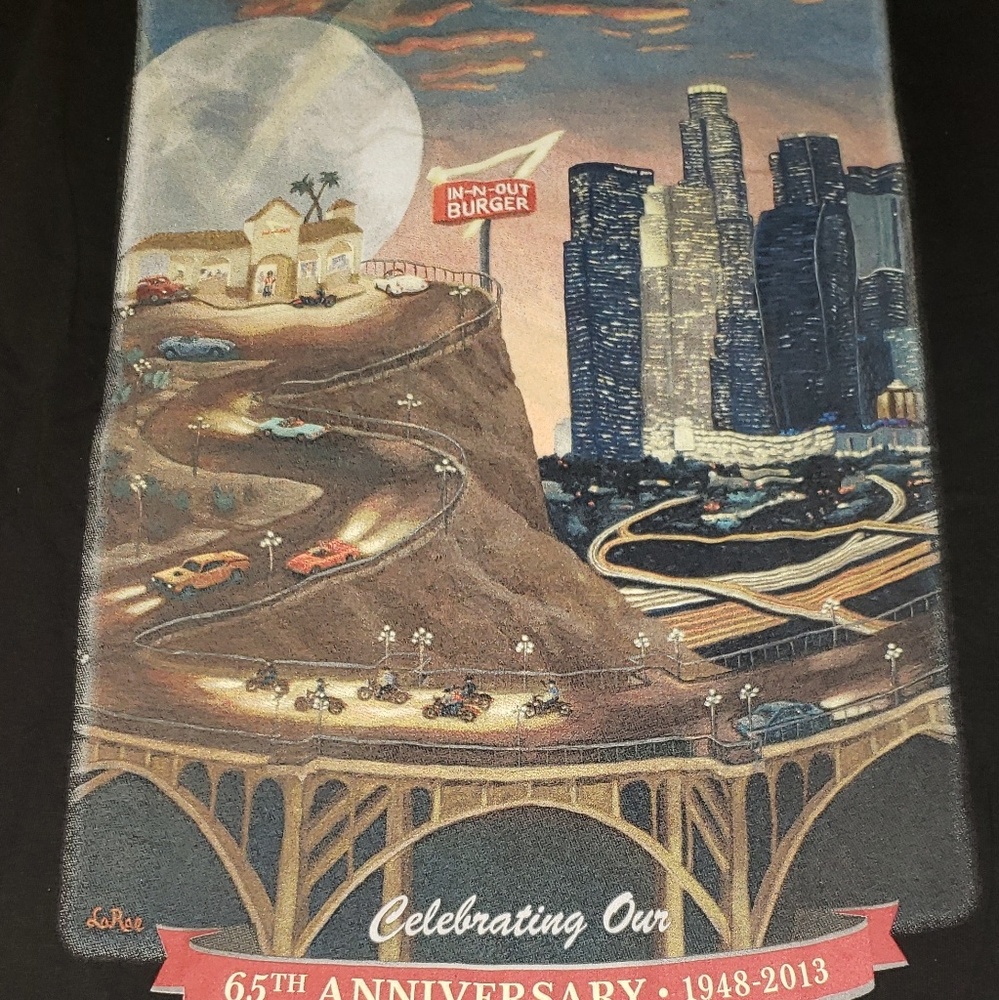 IN-N-OUT
BURGER
LaRee
Celebrating Our
65TH ANNIVERSARY • 1948-2013